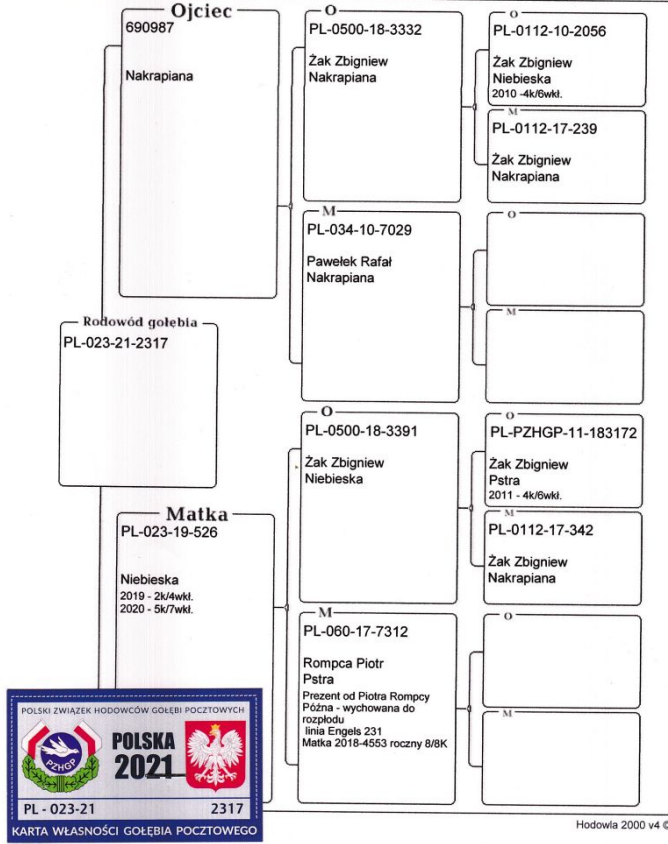 Ojciec
690987
Nakrapiana
O
PL-0500-18-3332
Żak Zbigniew
Nakrapiana
O
PL-0112-10-2056
Żak Zbigniew
Niebieska
2010 -4k/6wkł.
M
PL-0112-17-239
Żak Zbigniew
Nakrapiana
M
PL-034-10-7029
Pawełek Rafał
Nakrapiana
O
M
Rodowód gołębia
PL-023-21-2317
Matka
PL-023-19-526
Niebieska
2019 - 2k/4wkł.
2020 - 5k/7wkł.
O
PL-0500-18-3391
Żak Zbigniew
Niebieska
O
PL-PZHGP-11-183172
Żak Zbigniew
Pstra
2011 - 4k/6wkł.
M
PL-0112-17-342
Żak Zbigniew
Nakrapiana
M
PL-060-17-7312
Rompca Piotr
Pstra
Prezent od Piotra Rompcy
Późna - wychowana do
rozpłodu
linia Engels 231
Matka 2018-4553 roczny 8/8K
O
M
POLSKI ZWIĄZEK HODOWCÓW GOŁĘBI POCZTOWYCH
PZHGP
POLSKA
2021
PL - 023-21 2317
KARTA WŁASNOŚCI GOŁĘBIA POCZTOWEGO
Hodowla 2000 v4 ©